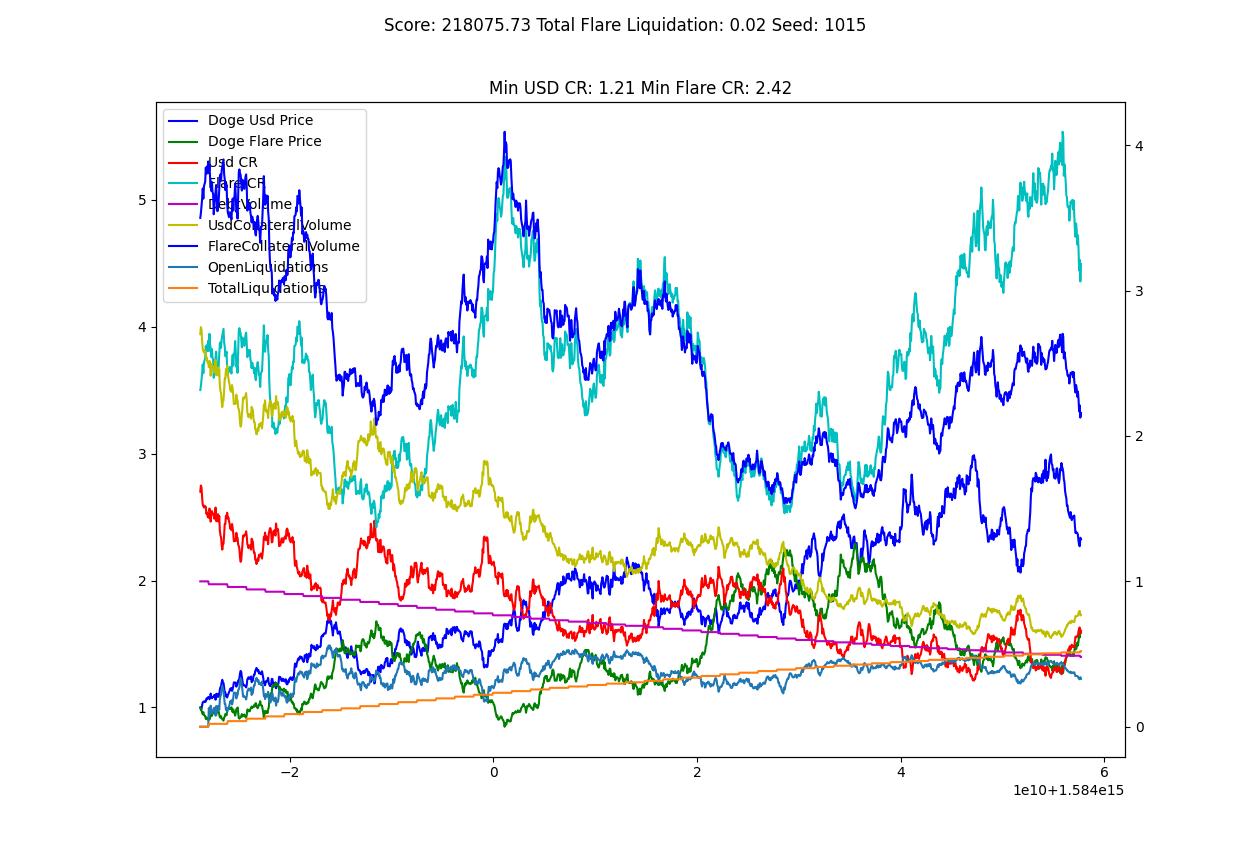 Score: 218075.73 Total Flare Liquidation: 0.02 Seed: 1015
Min USD CR: 1.21 Min Flare CR: 2.42
Doge Usd Price
Doge Flare Price
Usd CR
Flare CR
DebtVolume
UsdCollateralVolume
FlareCollateralVolume
OpenLiquidations
TotalLiquidations
5
4
3
2
1
4
3
2
1
0
−2
0
2
4
6
1e10+1.584e15